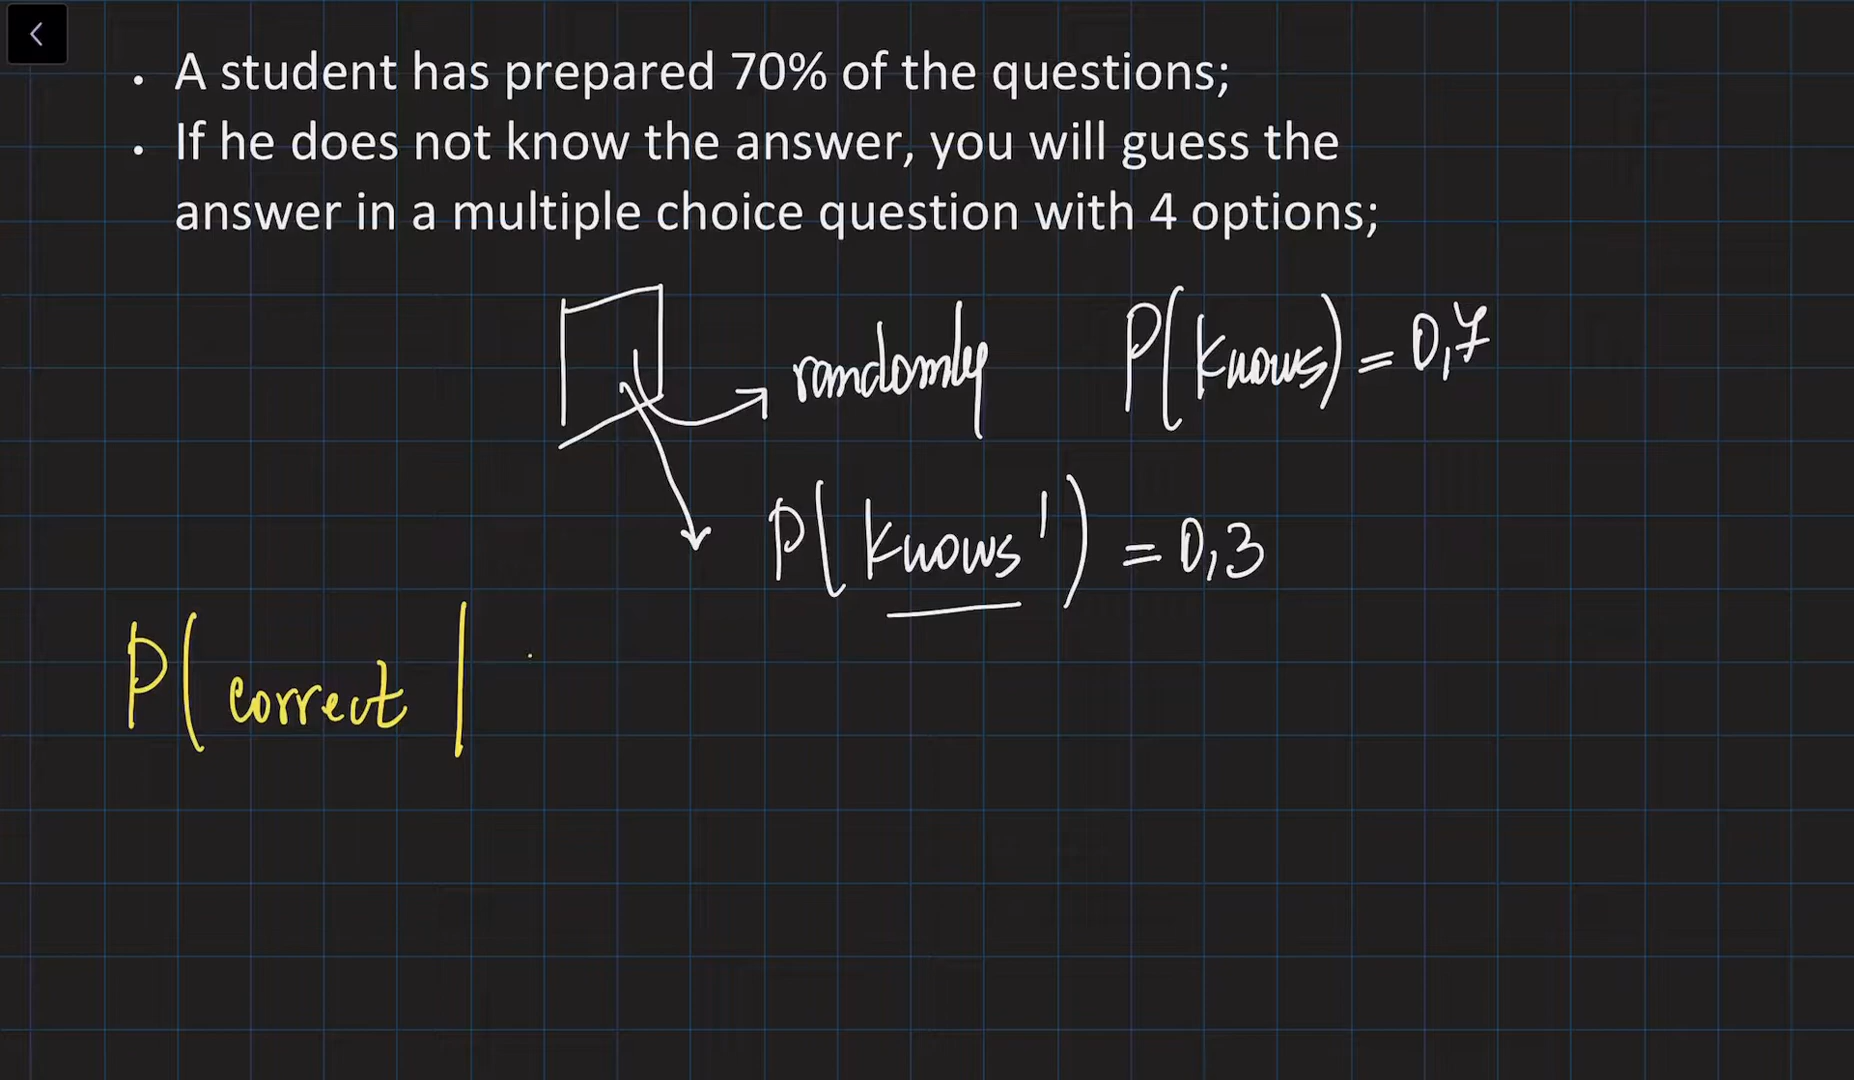 • A student has prepared 70% of the questions;
• If he does not know the answer, you will guess the
answer in a multiple choice question with 4 options;
randomly P(knows) = 0,7
P(knows') = 0,3
P(correct |